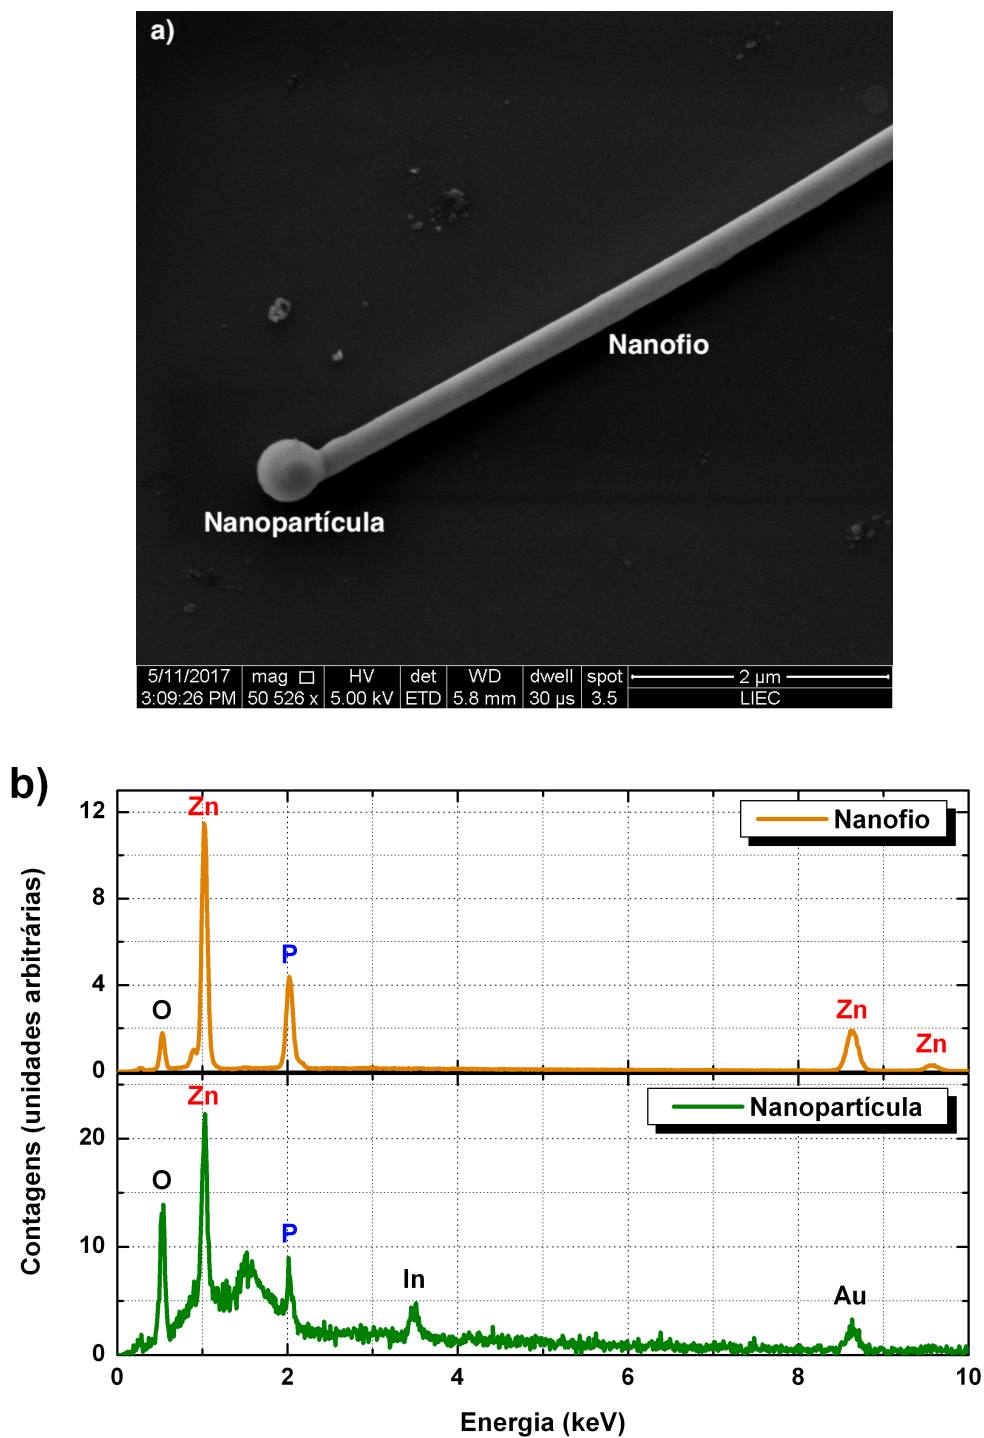 a)
Nanofio
Nanopartícula
5/11/2017 mag HV det WD dwell spot 2 µm
3:09:26 PM 50 526 x 5.00 kV ETD 5.8 mm 30 µs 3.5 LIEC
b)
Contagens (unidades arbitrárias)
12
8
4
0
Zn
Nanofio
P
O
Zn
Zn
20
10
0
Zn
Nanopartícula
O
P
In
Au
0 2 4 6 8 10
Energia (keV)